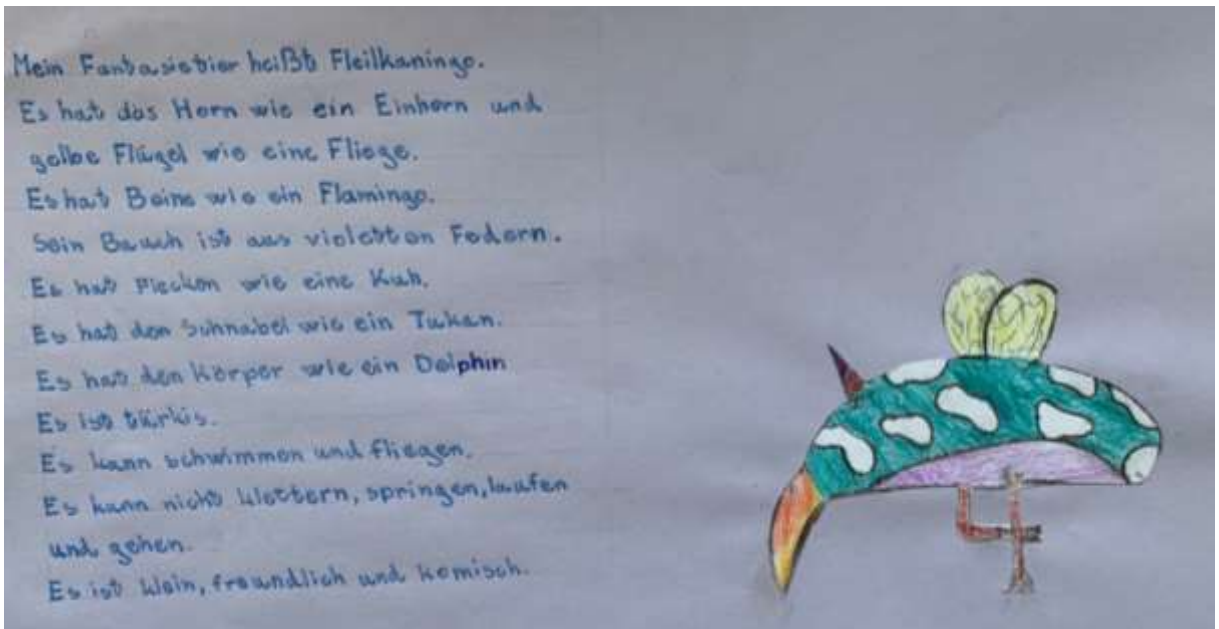 Mein Fantasietier heißt Fleilkaningo.
Es hat das Horn wie ein Einhorn und
gelbe Flügel wie eine Fliege.
Es hat Beine wie ein Flamingo.
Sein Bauch ist aus violetten Federn.
Es hat Flecken wie eine Kuh.
Es hat den Schnabel wie ein Tukan.
Es hat den Körper wie ein Delphin
Es ist türkis.
Es kann schwimmen und fliegen.
Es kann nicht klettern, springen, laufen
und gehen.
Es ist klein, freundlich und komisch.